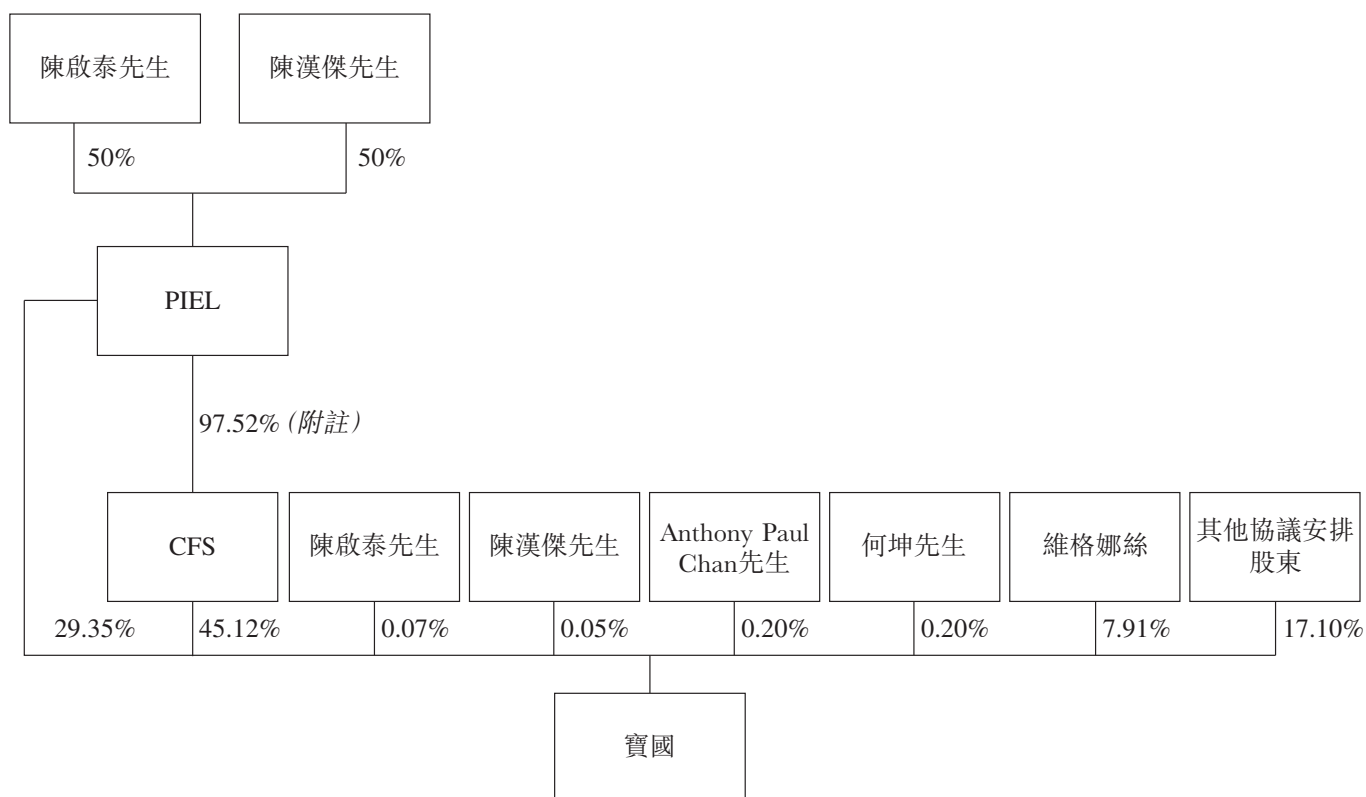 陳啟泰先生
陳漢傑先生
50%
50%
PIEL
97.52% (附註)
CFS
陳啟泰先生
陳漢傑先生
Anthony Paul
Chan先生
何坤先生
維格娜絲
其他協議安排
股東
29.35%
45.12%
0.07%
0.05%
0.20%
0.20%
7.91%
17.10%
寶國